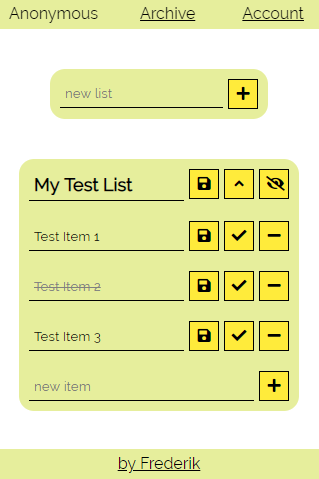 Anonymous Archive Account
new list
My Test List
Test Item 1
Test Item 2
Test Item 3
new item
by Frederik